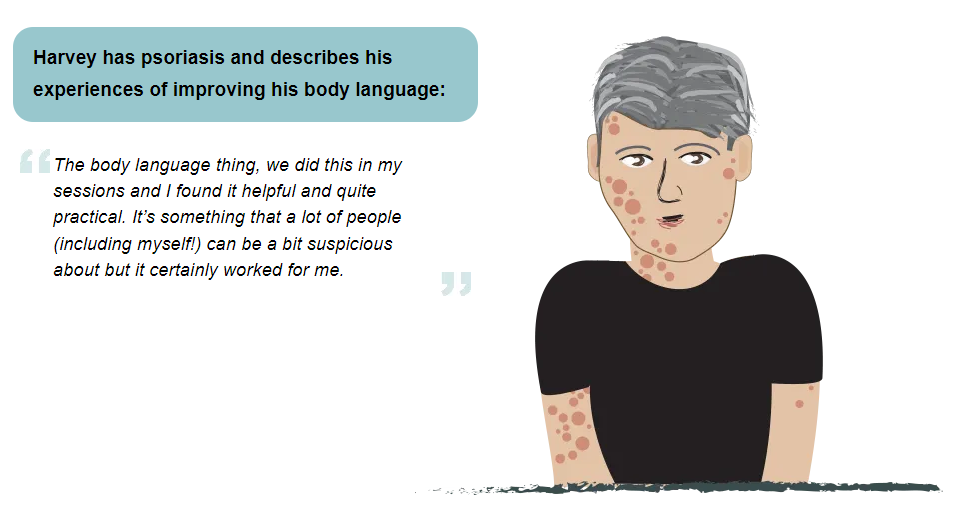 Harvey has psoriasis and describes his
experiences of improving his body language:
“The body language thing, we did this in my
sessions and I found it helpful and quite
practical. It’s something that a lot of people
(including myself!) can be a bit suspicious
about but it certainly worked for me.
”